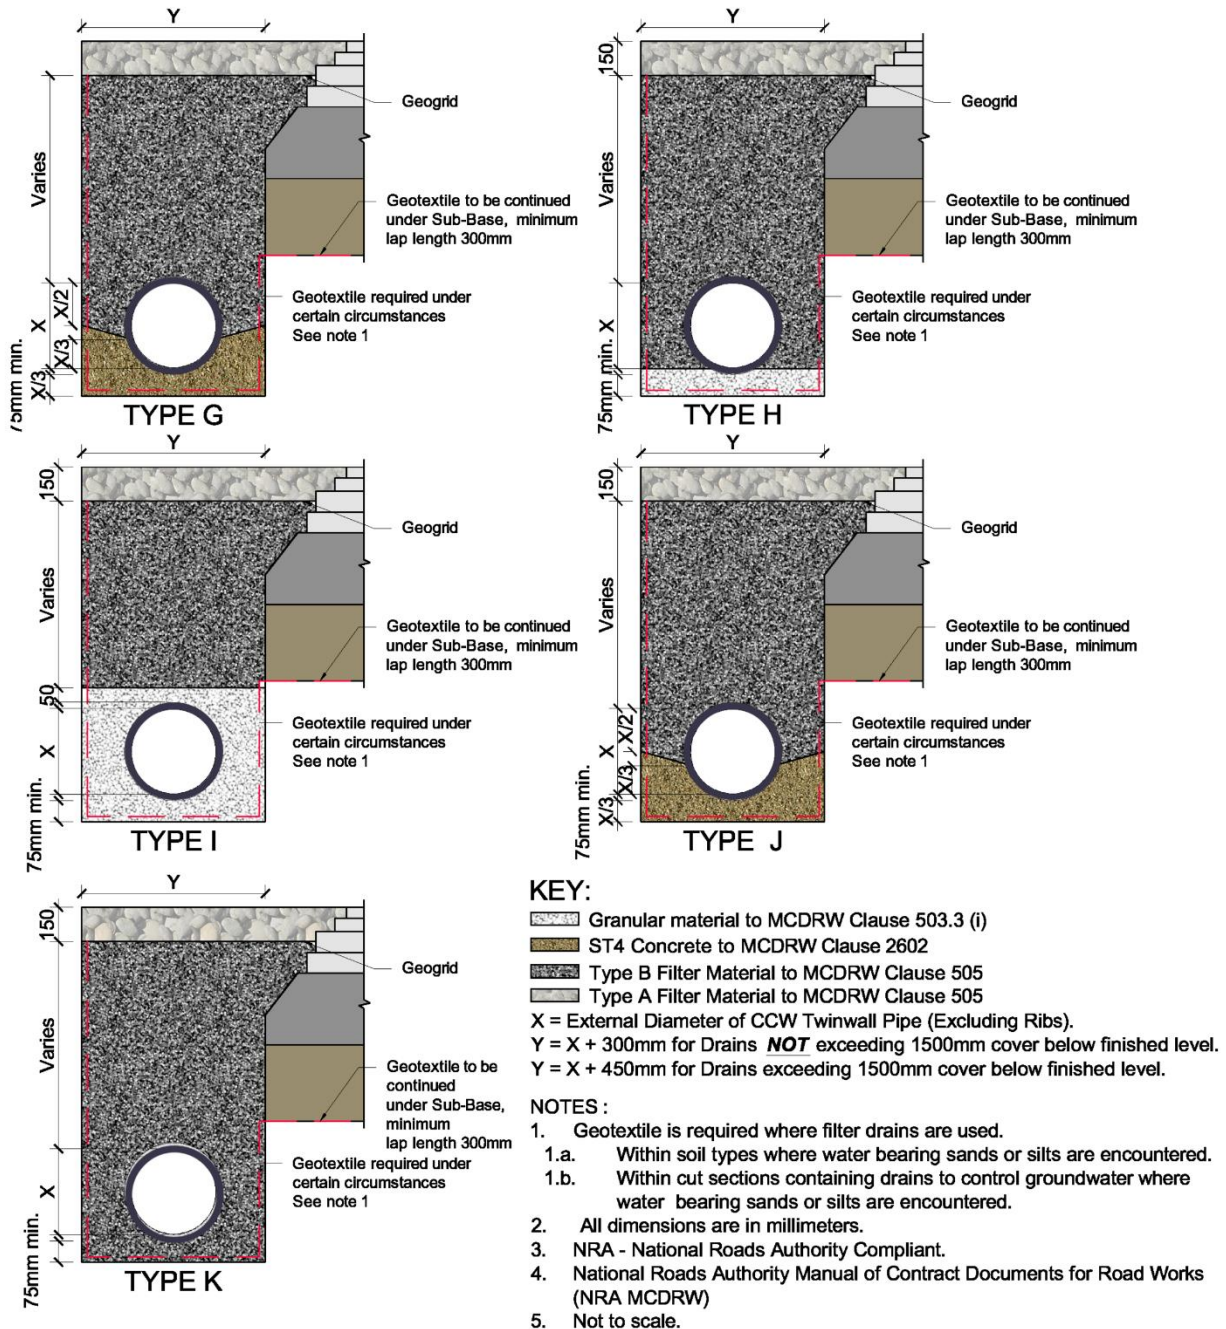 Y
Varies
X
X/2
X/3
X/3
75mm min.
Geogrid
Geotextile to be continued
under Sub-Base, minimum
lap length 300mm
Geotextile required under
certain circumstances
See note 1
TYPE G
Y
150
Varies
X
75mm min.
Geogrid
Geotextile to be continued
under Sub-Base, minimum
lap length 300mm
Geotextile required under
certain circumstances
See note 1
TYPE H
Y
150
Varies
50
X
75mm min.
Geogrid
Geotextile to be continued
under Sub-Base, minimum
lap length 300mm
Geotextile required under
certain circumstances
See note 1
TYPE I
Y
150
Varies
X
X/2
X/3
X/3
75mm min.
Geogrid
Geotextile to be continued
under Sub-Base, minimum
lap length 300mm
Geotextile required under
certain circumstances
See note 1
TYPE J
Y
150
Varies
X
75mm min.
Geogrid
Geotextile to be
continued
under Sub-Base,
minimum
lap length 300mm
Geotextile required under
certain circumstances
See note 1
TYPE K
KEY:
Granular material to MCDRW Clause 503.3 (i)
ST4 Concrete to MCDRW Clause 2602
Type B Filter Material to MCDRW Clause 505
Type A Filter Material to MCDRW Clause 505
X = External Diameter of CCW Twinwall Pipe (Excluding Ribs).
Y = X + 300mm for Drains NOT exceeding 1500mm cover below finished level.
Y = X + 450mm for Drains exceeding 1500mm cover below finished level.
NOTES :
1. Geotextile is required where filter drains are used.
1.a. Within soil types where water bearing sands or silts are encountered.
1.b. Within cut sections containing drains to control groundwater where
water bearing sands or silts are encountered.
2. All dimensions are in millimeters.
3. NRA - National Roads Authority Compliant.
4. National Roads Authority Manual of Contract Documents for Road Works
(NRA MCDRW)
5. Not to scale.